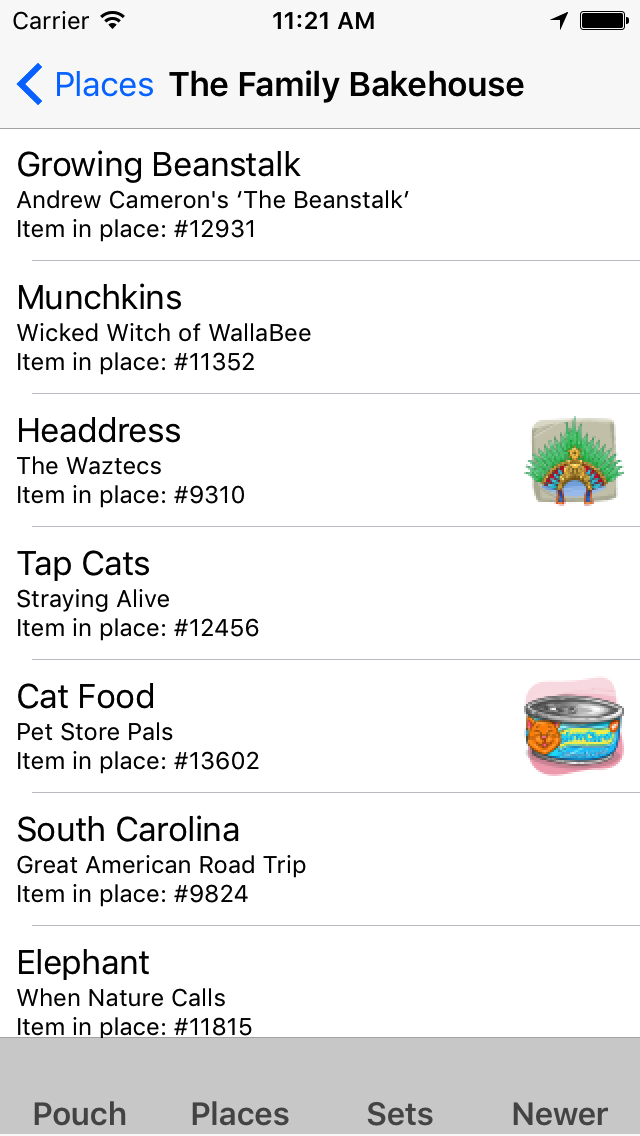 Carrier 11:21 AM
Places The Family Bakehouse
Growing Beanstalk
Andrew Cameron's ‘The Beanstalk’
Item in place: #12931
Munchkins
Wicked Witch of WallaBee
Item in place: #11352
Headdress
The Waztecs
Item in place: #9310
Tap Cats
Straying Alive
Item in place: #12456
Cat Food
Pet Store Pals
Item in place: #13602
South Carolina
Great American Road Trip
Item in place: #9824
Elephant
When Nature Calls
Item in place: #11815
Pouch Places Sets Newer